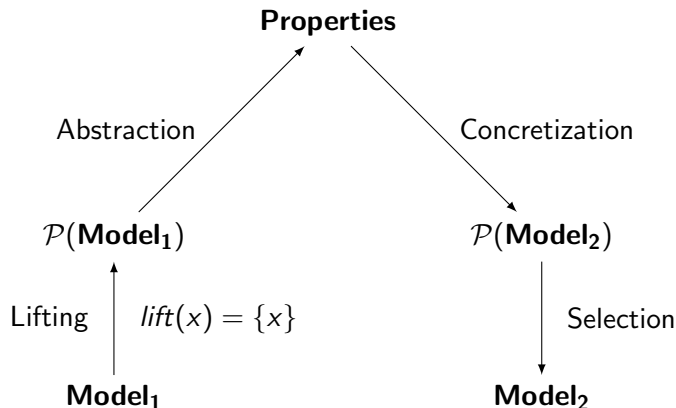 Properties
Abstraction
Concretization
𝒫(Model₁)
𝒫(Model₂)
Lifting
lift(x) = {x}
Selection
Model₁
Model₂